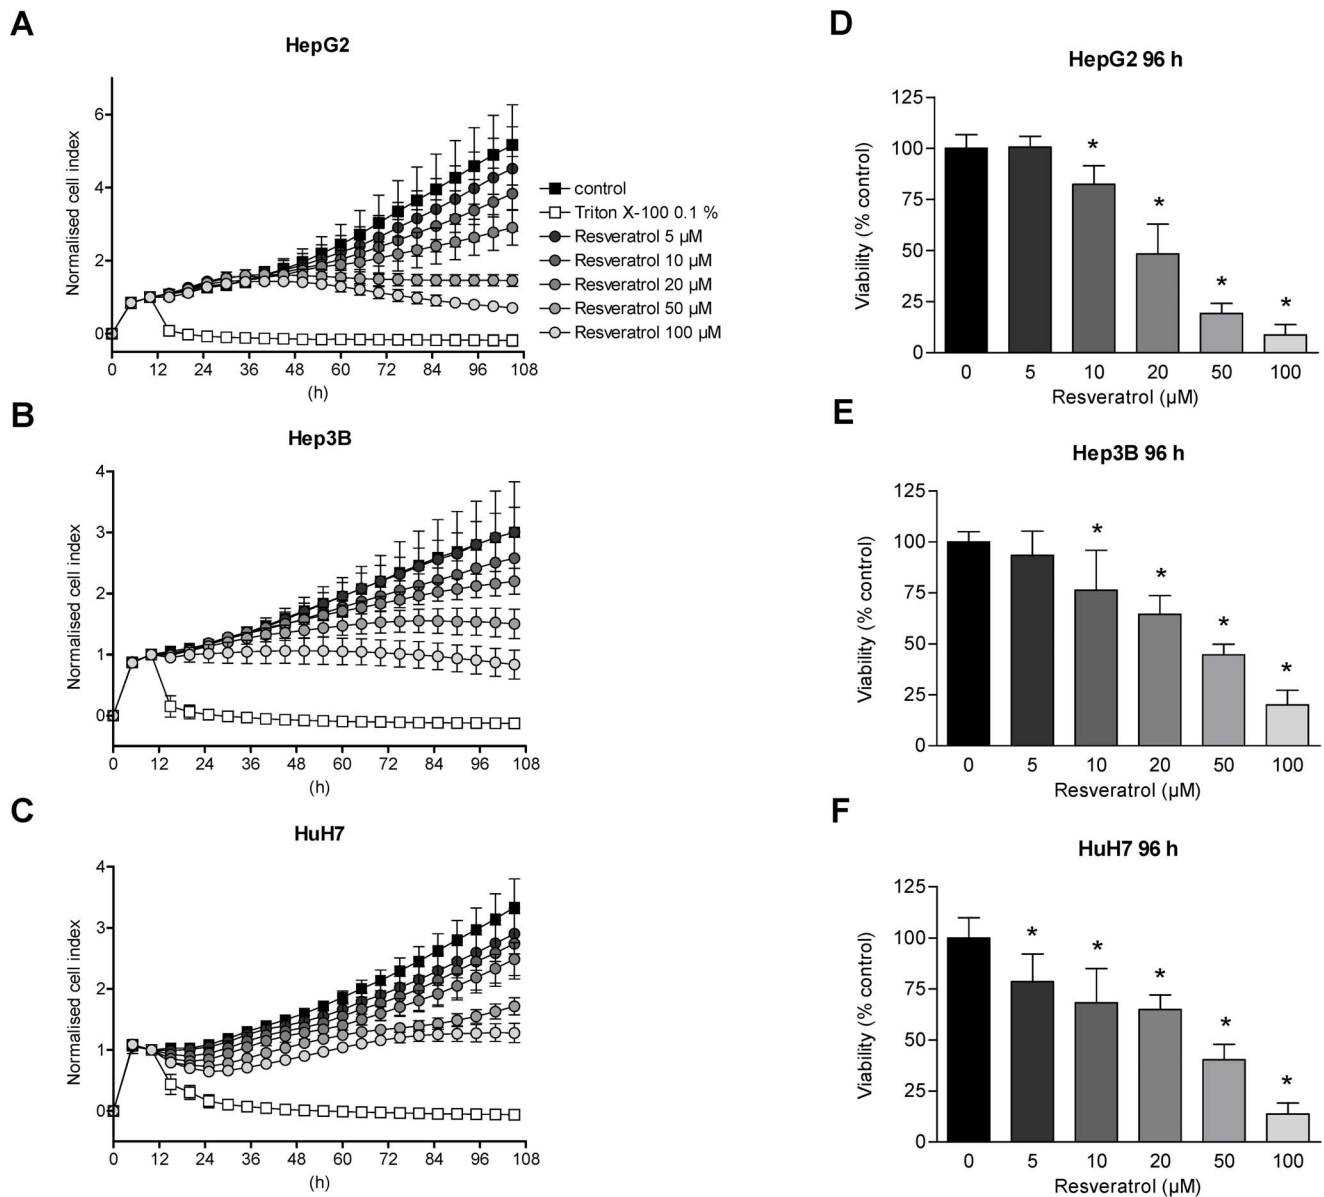 A
HepG2
Normalised cell index
6
4
2
0
0 12 24 36 48 60 72 84 96 108
(h)
control
Triton X-100 0.1 %
Resveratrol 5 µM
Resveratrol 10 µM
Resveratrol 20 µM
Resveratrol 50 µM
Resveratrol 100 µM
B
Hep3B
Normalised cell index
4
3
2
1
0
0 12 24 36 48 60 72 84 96 108
(h)
C
HuH7
Normalised cell index
4
3
2
1
0
0 12 24 36 48 60 72 84 96 108
(h)
D
HepG2 96 h
Viability (% control)
125
100
75
50
25
0
* * * *
0 5 10 20 50 100
Resveratrol (µM)
E
Hep3B 96 h
Viability (% control)
125
100
75
50
25
0
* * * *
0 5 10 20 50 100
Resveratrol (µM)
F
HuH7 96 h
Viability (% control)
125
100
75
50
25
0
* * * * *
0 5 10 20 50 100
Resveratrol (µM)